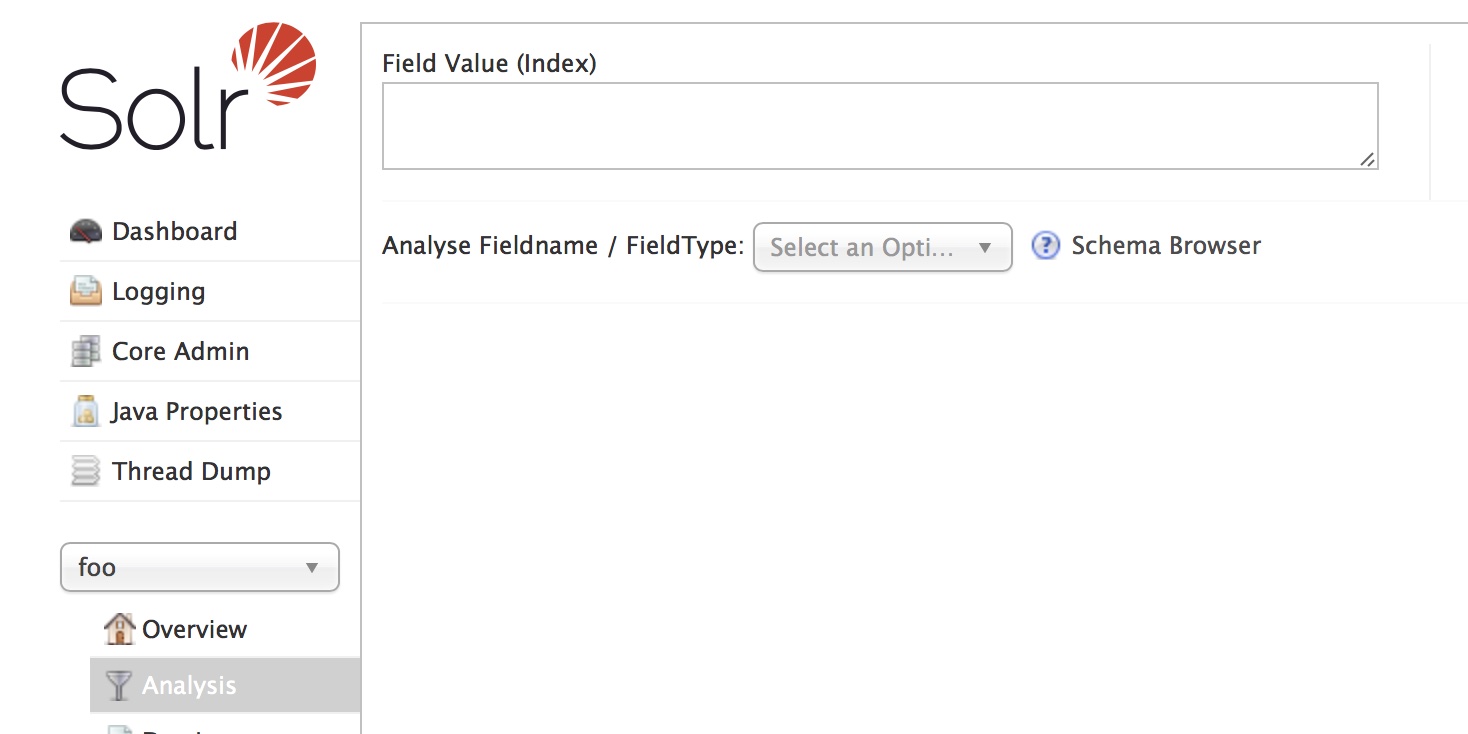 Solr
Field Value (Index)
Analyse Fieldname / FieldType: Select an Opti... Schema Browser
Dashboard
Logging
Core Admin
Java Properties
Thread Dump
foo
Overview
Analysis